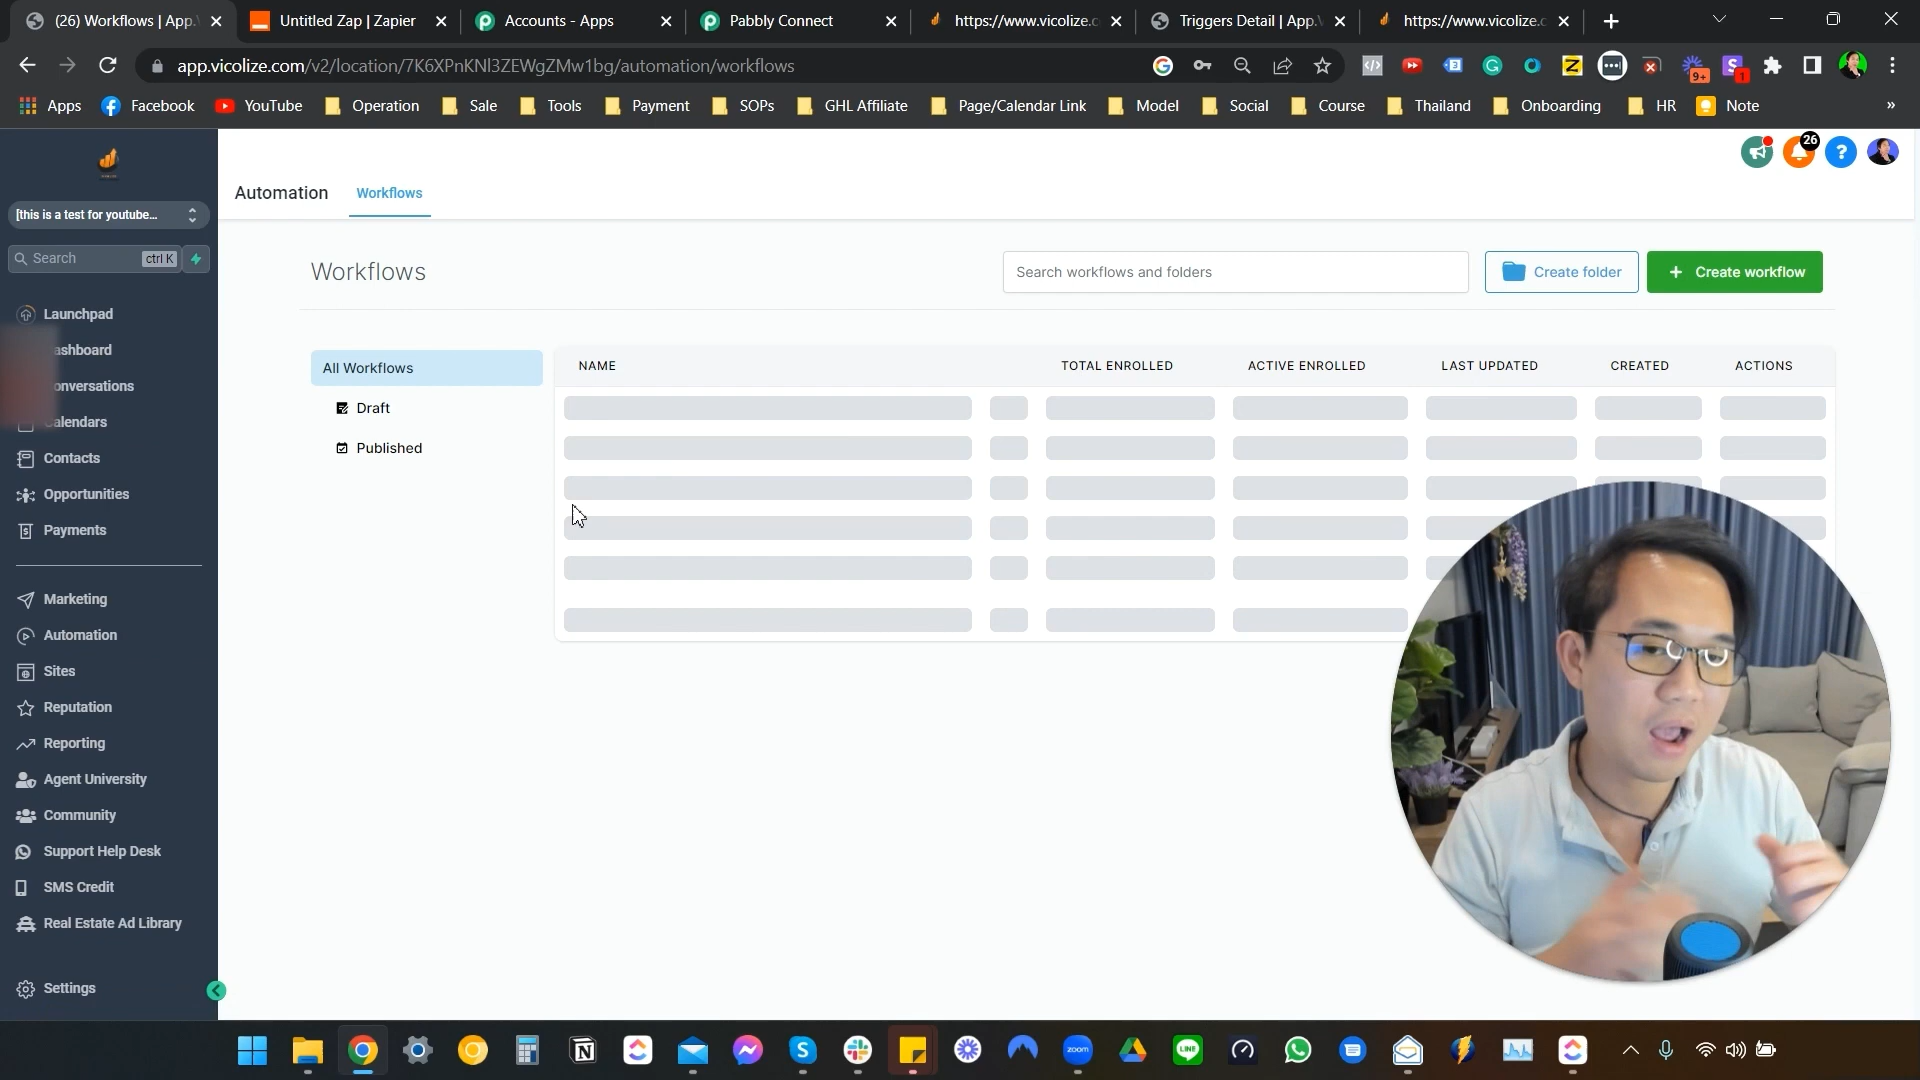 (26) Workflows | App.
Untitled Zap | Zapier
Accounts - Apps
Pabbly Connect
https://www.vicolize.c
Triggers Detail | App.
https://www.vicolize.c
app.vicolize.com/v2/location/7K6XPnKNl3ZEWgZMw1bg/automation/workflows
9+
1
Apps
Facebook
YouTube
Operation
Sale
Tools
Payment
SOPs
GHL Affiliate
Page/Calendar Link
Model
Social
Course
Thailand
Onboarding
HR
Note
»
26
?
Automation
Workflows
[this is a test for youtube...
Search
ctrl K
Launchpad
ashboard
onversations
alendars
Contacts
Opportunities
Payments
Marketing
Automation
Sites
Reputation
Reporting
Agent University
Community
Support Help Desk
SMS Credit
Real Estate Ad Library
Settings
Workflows
Search workflows and folders
Create folder
+ Create workflow
All Workflows
Draft
Published
NAME
TOTAL ENROLLED
ACTIVE ENROLLED
LAST UPDATED
CREATED
ACTIONS
zoom
LINE